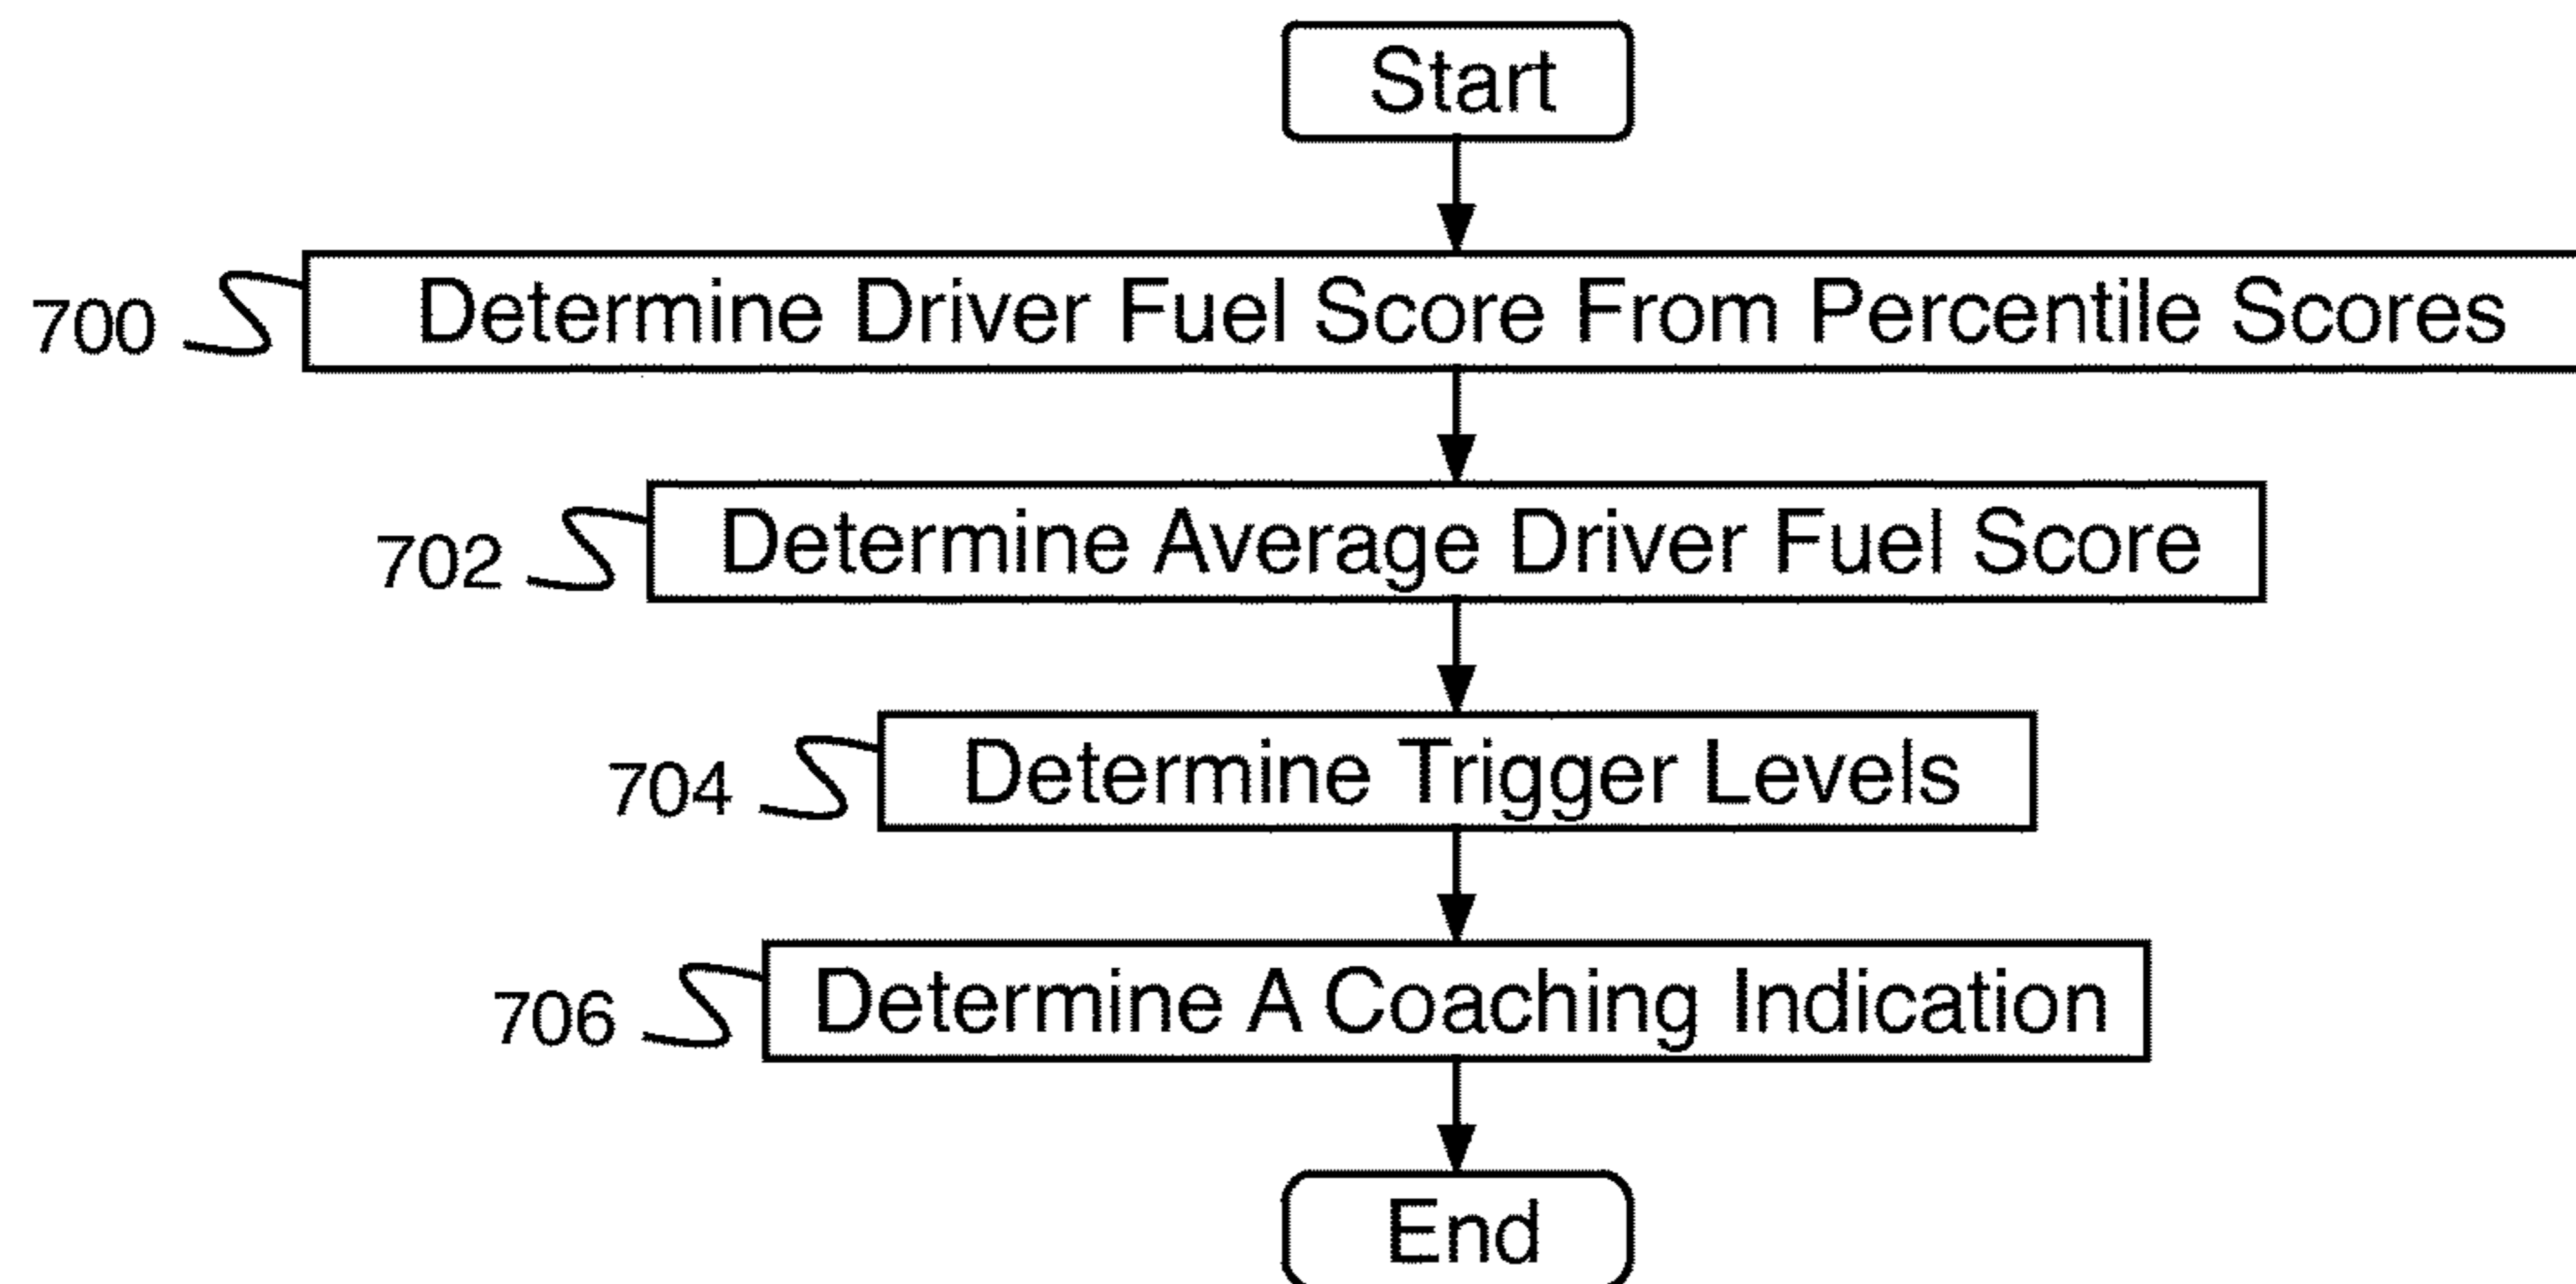 Start
700
Determine Driver Fuel Score From Percentile Scores
702
Determine Average Driver Fuel Score
704
Determine Trigger Levels
706
Determine A Coaching Indication
End